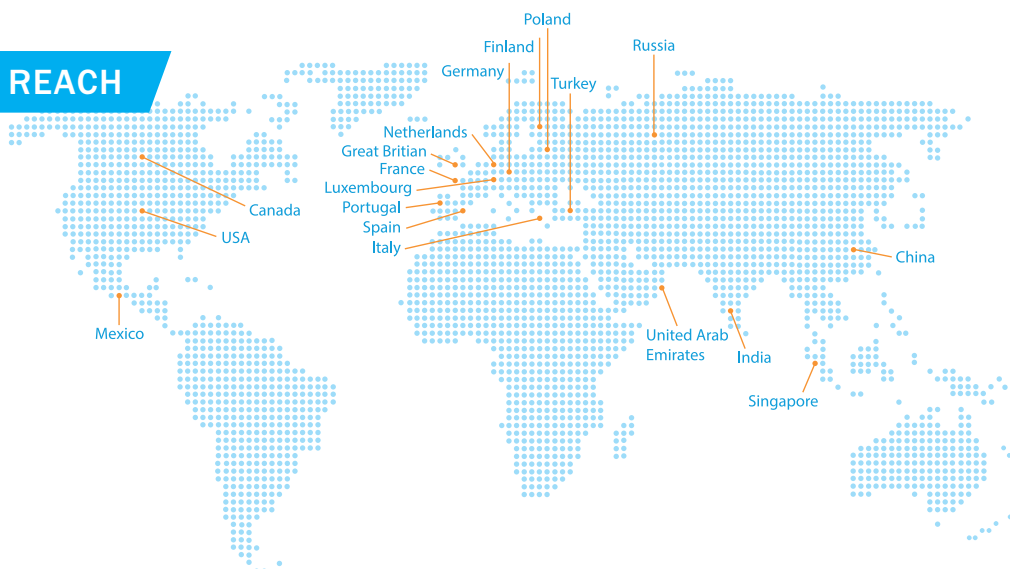 REACH
Poland
Finland
Russia
Germany
Turkey
Netherlands
Great Britian
France
Luxembourg
Portugal
Spain
Italy
Canada
USA
Mexico
China
United Arab
Emirates
India
Singapore